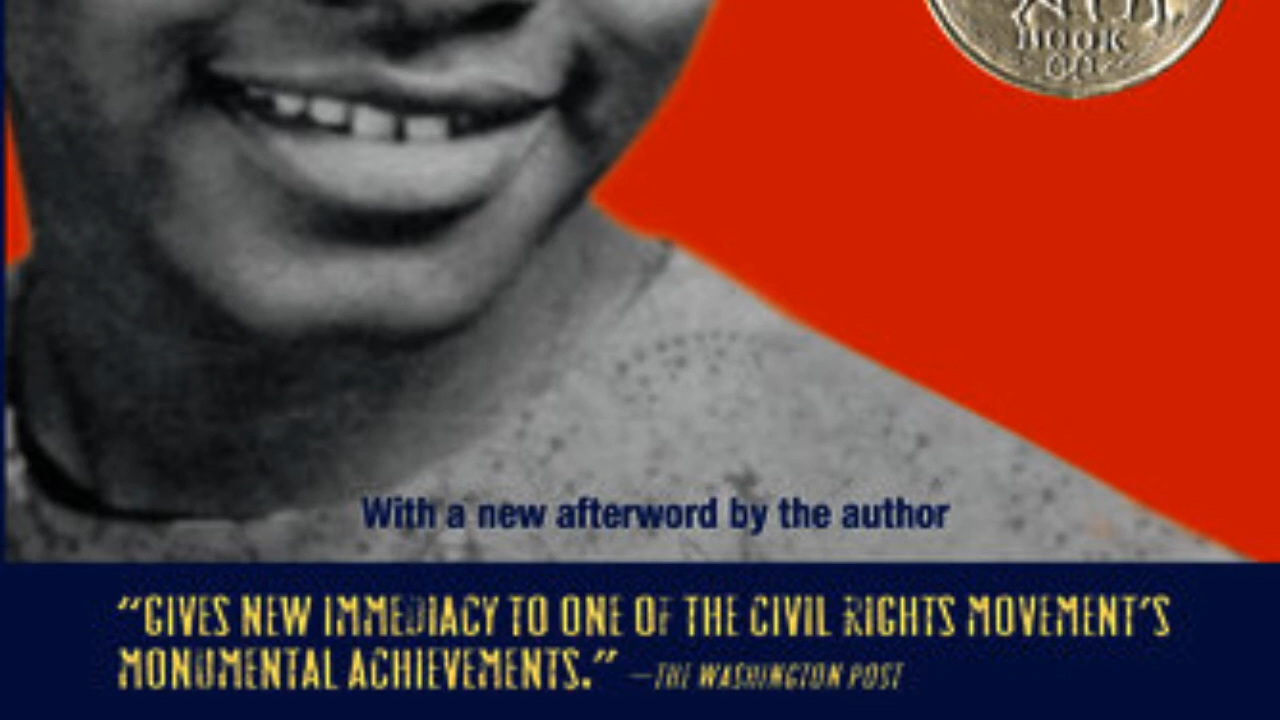 BOOK
With a new afterword by the author
“GIVES NEW IMMEDIACY TO ONE OF THE CIVIL RIGHTS MOVEMENT’S
MONUMENTAL ACHIEVEMENTS.” —THE WASHINGTON POST